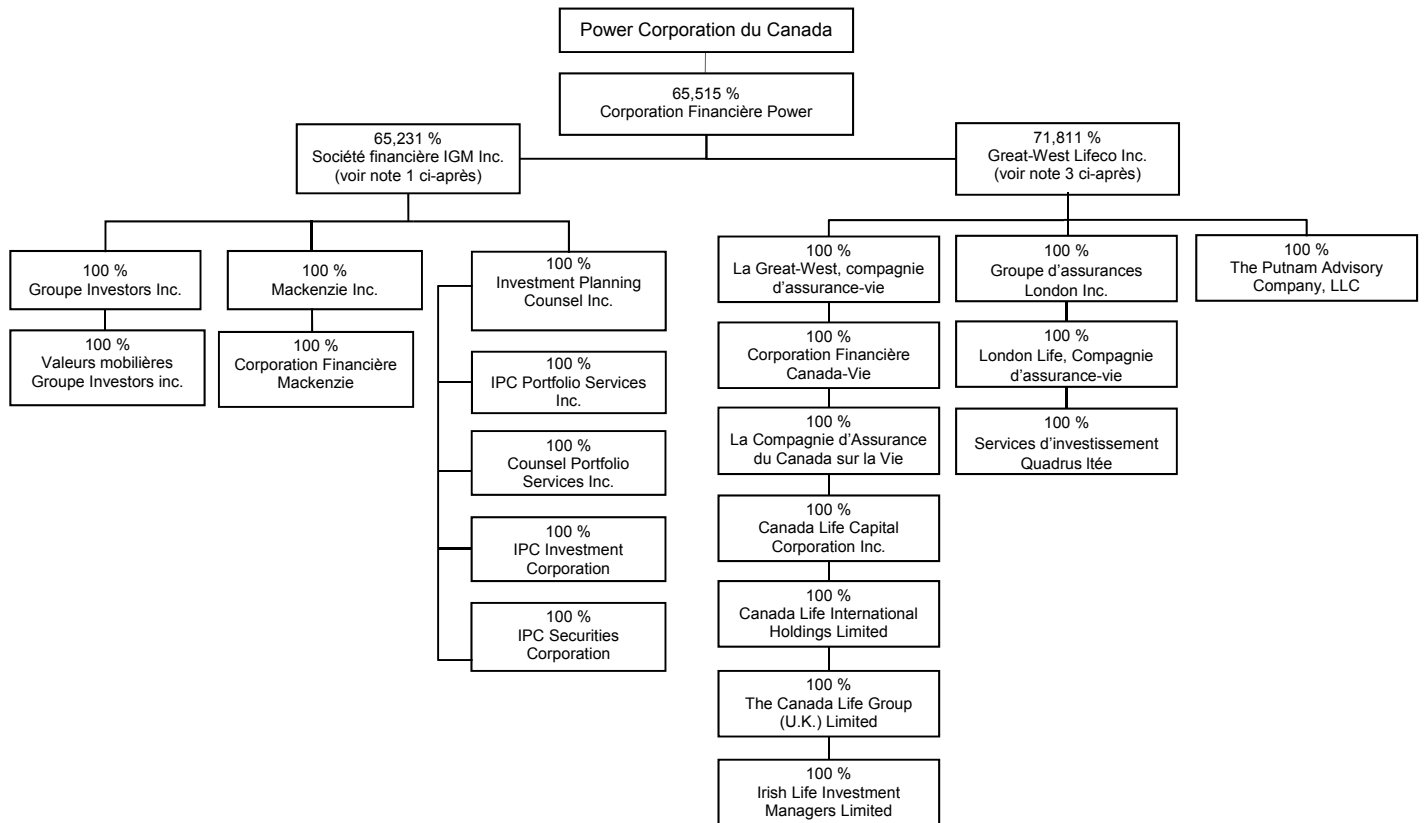 Power Corporation du Canada
65,515 %
Corporation Financière Power
65,231 %
Société financière IGM Inc.
(voir note 1 ci-après)
71,811 %
Great-West Lifeco Inc.
(voir note 3 ci-après)
100 %
Groupe Investors Inc.
100 %
Valeurs mobilières
Groupe Investors inc.
100 %
Mackenzie Inc.
100 %
Corporation Financière
Mackenzie
100 %
Investment Planning
Counsel Inc.
100 %
IPC Portfolio Services
Inc.
100 %
Counsel Portfolio
Services Inc.
100 %
IPC Investment
Corporation
100 %
IPC Securities
Corporation
100 %
La Great-West, compagnie
d'assurance-vie
100 %
Corporation Financière
Canada-Vie
100 %
La Compagnie d'Assurance
du Canada sur la Vie
100 %
Canada Life Capital
Corporation Inc.
100 %
Canada Life International
Holdings Limited
100 %
The Canada Life Group
(U.K.) Limited
100 %
Irish Life Investment
Managers Limited
100 %
Groupe d'assurances
London Inc.
100 %
London Life, Compagnie
d'assurance-vie
100 %
Services d'investissement
Quadrus ltée
100 %
The Putnam Advisory
Company, LLC